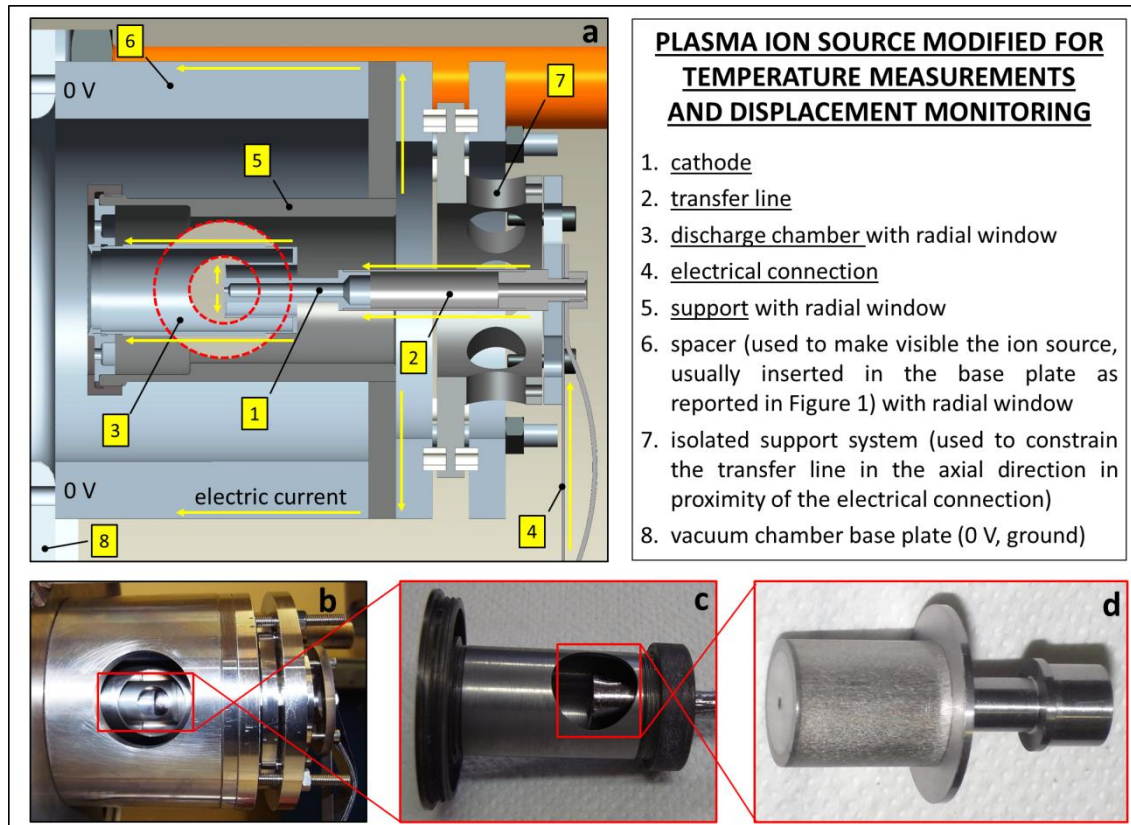 a
6
0 V
7
5
3
1
2
0 V
electric current
4
8
PLASMA ION SOURCE MODIFIED FOR
TEMPERATURE MEASUREMENTS
AND DISPLACEMENT MONITORING
1. cathode
2. transfer line
3. discharge chamber with radial window
4. electrical connection
5. support with radial window
6. spacer (used to make visible the ion source,
usually inserted in the base plate as
reported in Figure 1) with radial window
7. isolated support system (used to constrain
the transfer line in the axial direction in
proximity of the electrical connection)
8. vacuum chamber base plate (0 V, ground)
b
c
d